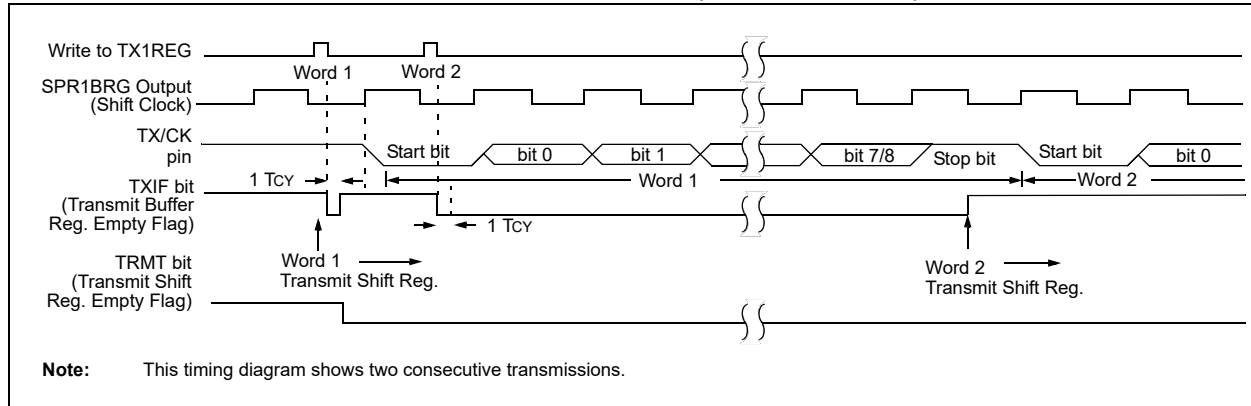 Write to TX1REG
Word 1
Word 2
SPR1BRG Output
(Shift Clock)
TX/CK
pin
Start bit
bit 0
bit 1
bit 7/8
Stop bit
Start bit
bit 0
Word 1
Word 2
1 TCY
TXIF bit
(Transmit Buffer
Reg. Empty Flag)
1 TCY
Word 1
Transmit Shift Reg.
Word 2
Transmit Shift Reg.
TRMT bit
(Transmit Shift
Reg. Empty Flag)
Note: This timing diagram shows two consecutive transmissions.